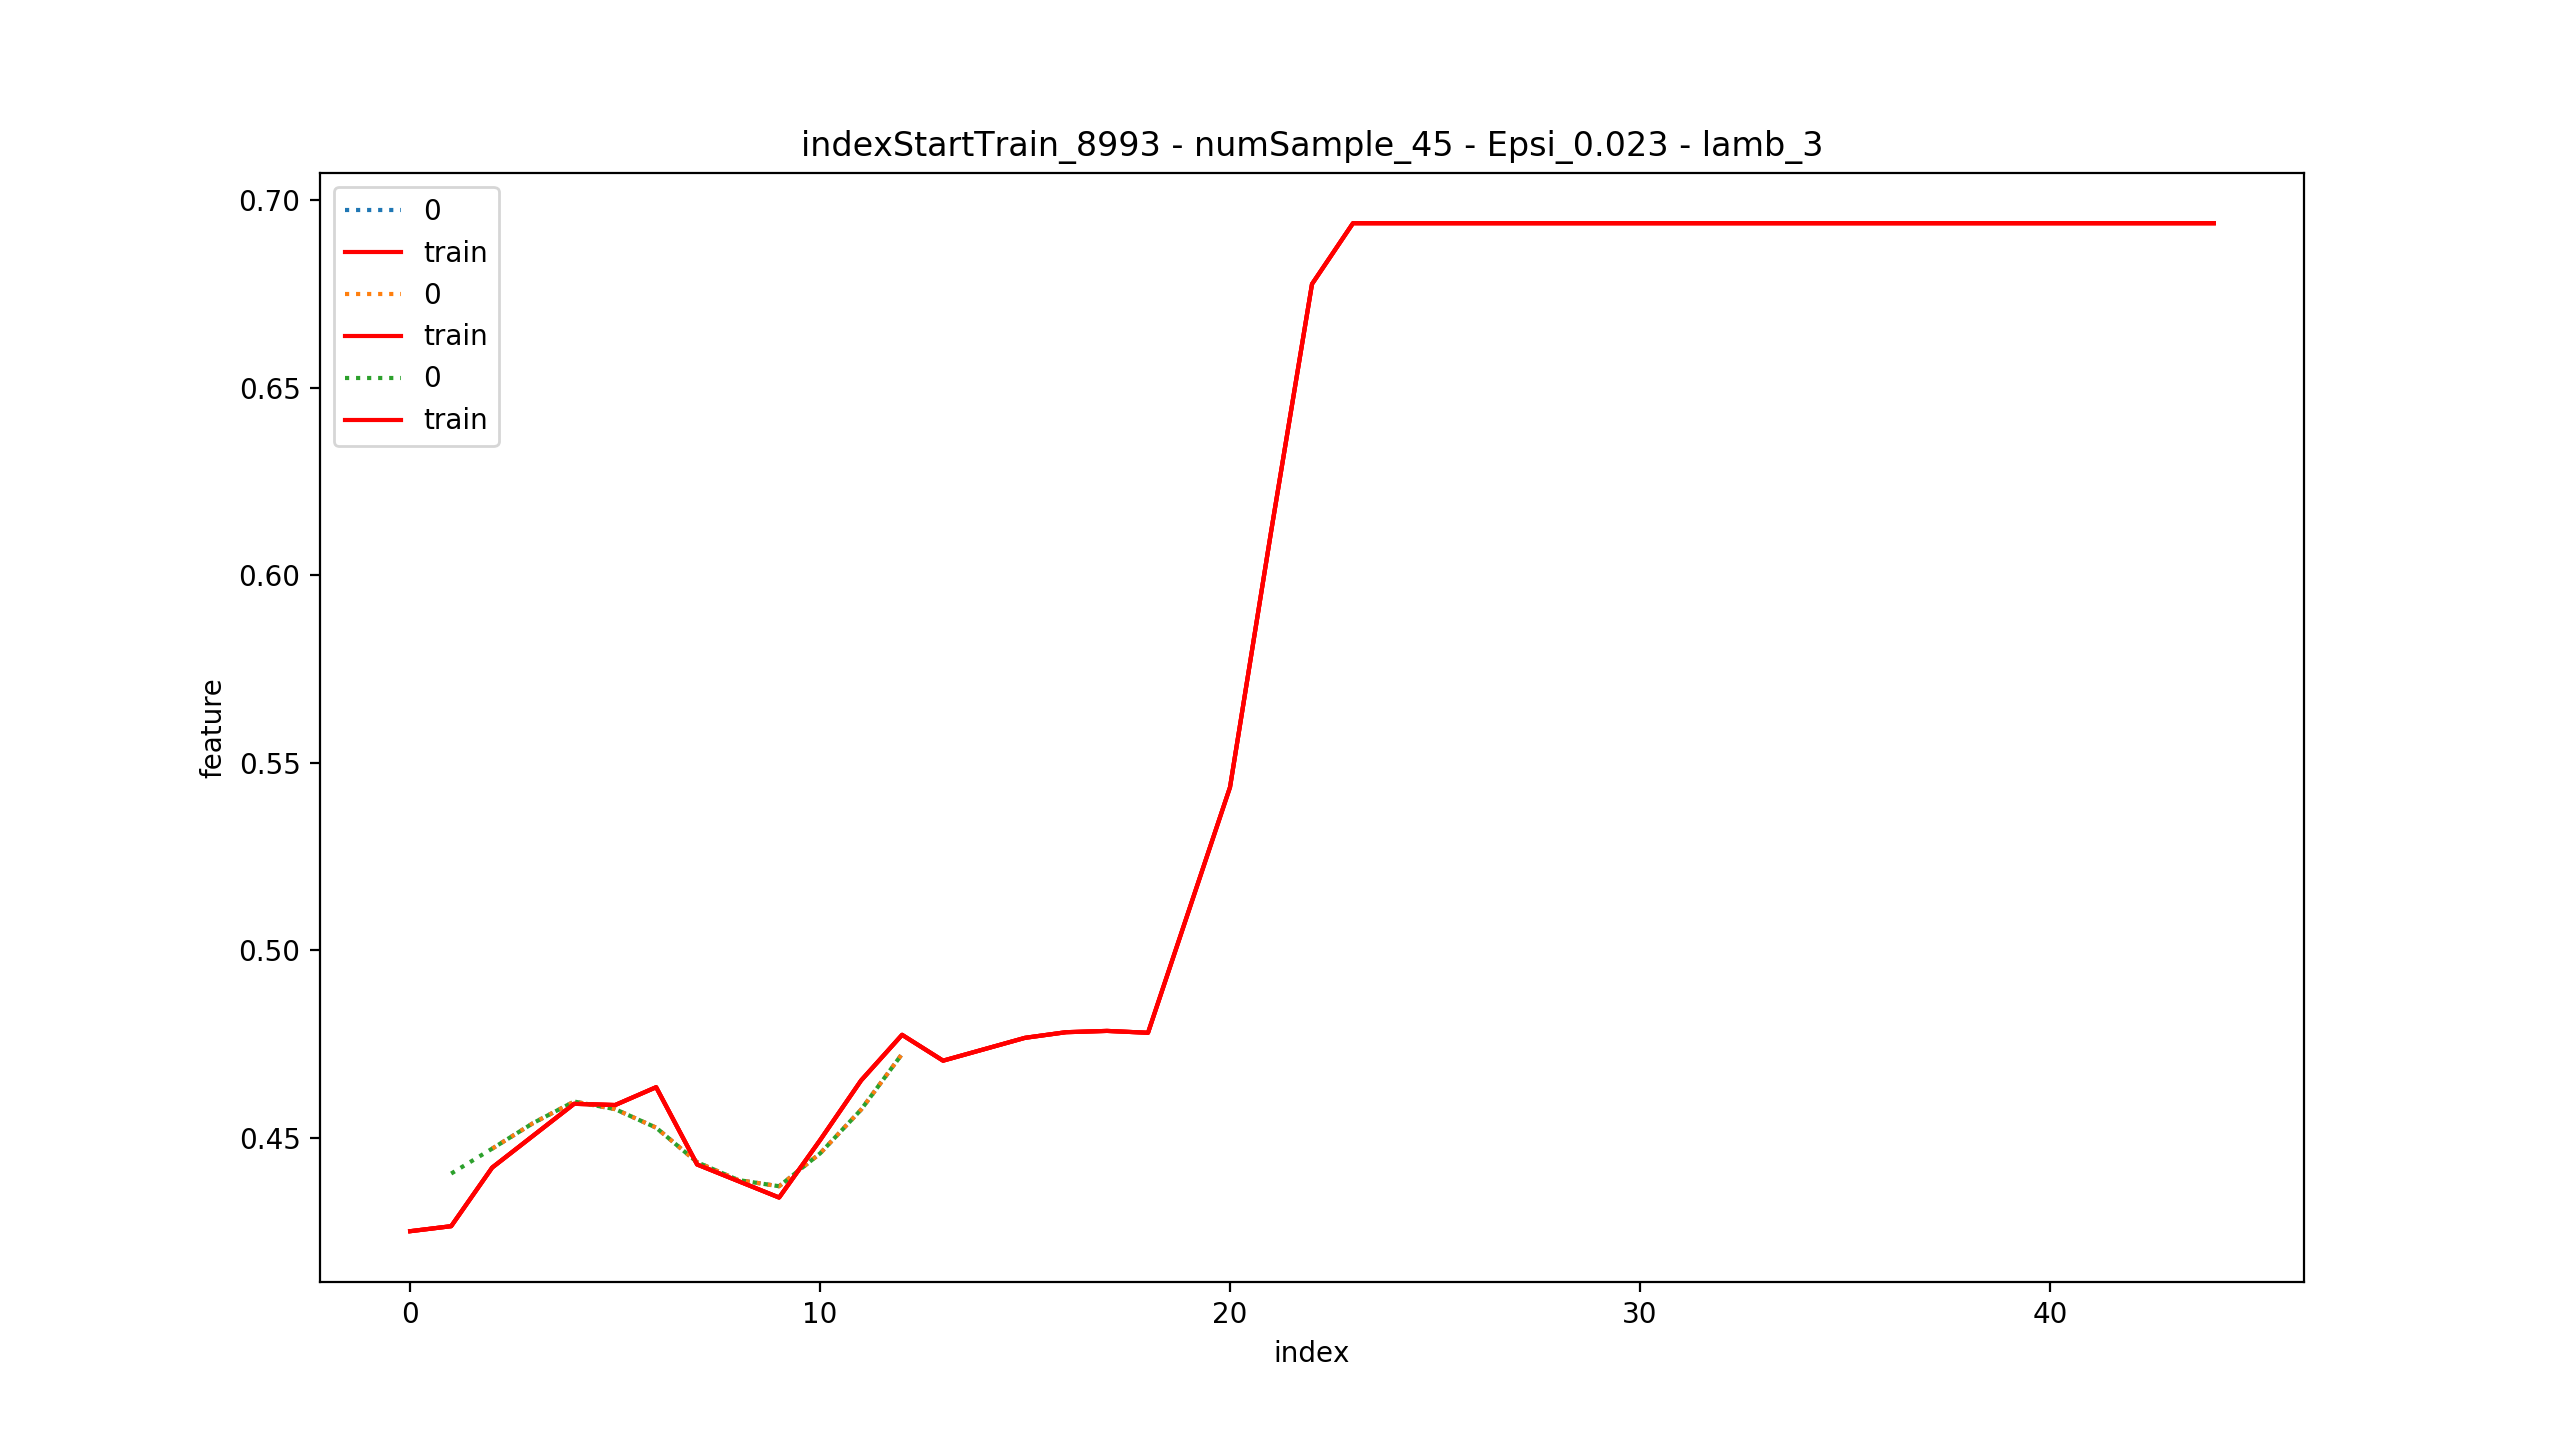 indexStartTrain_8993 - numSample_45 - Epsi_0.023 - lamb_3
0
train
0
train
0
train
0.70
0.65
0.60
0.55
0.50
0.45
feature
0 10 20 30 40
index